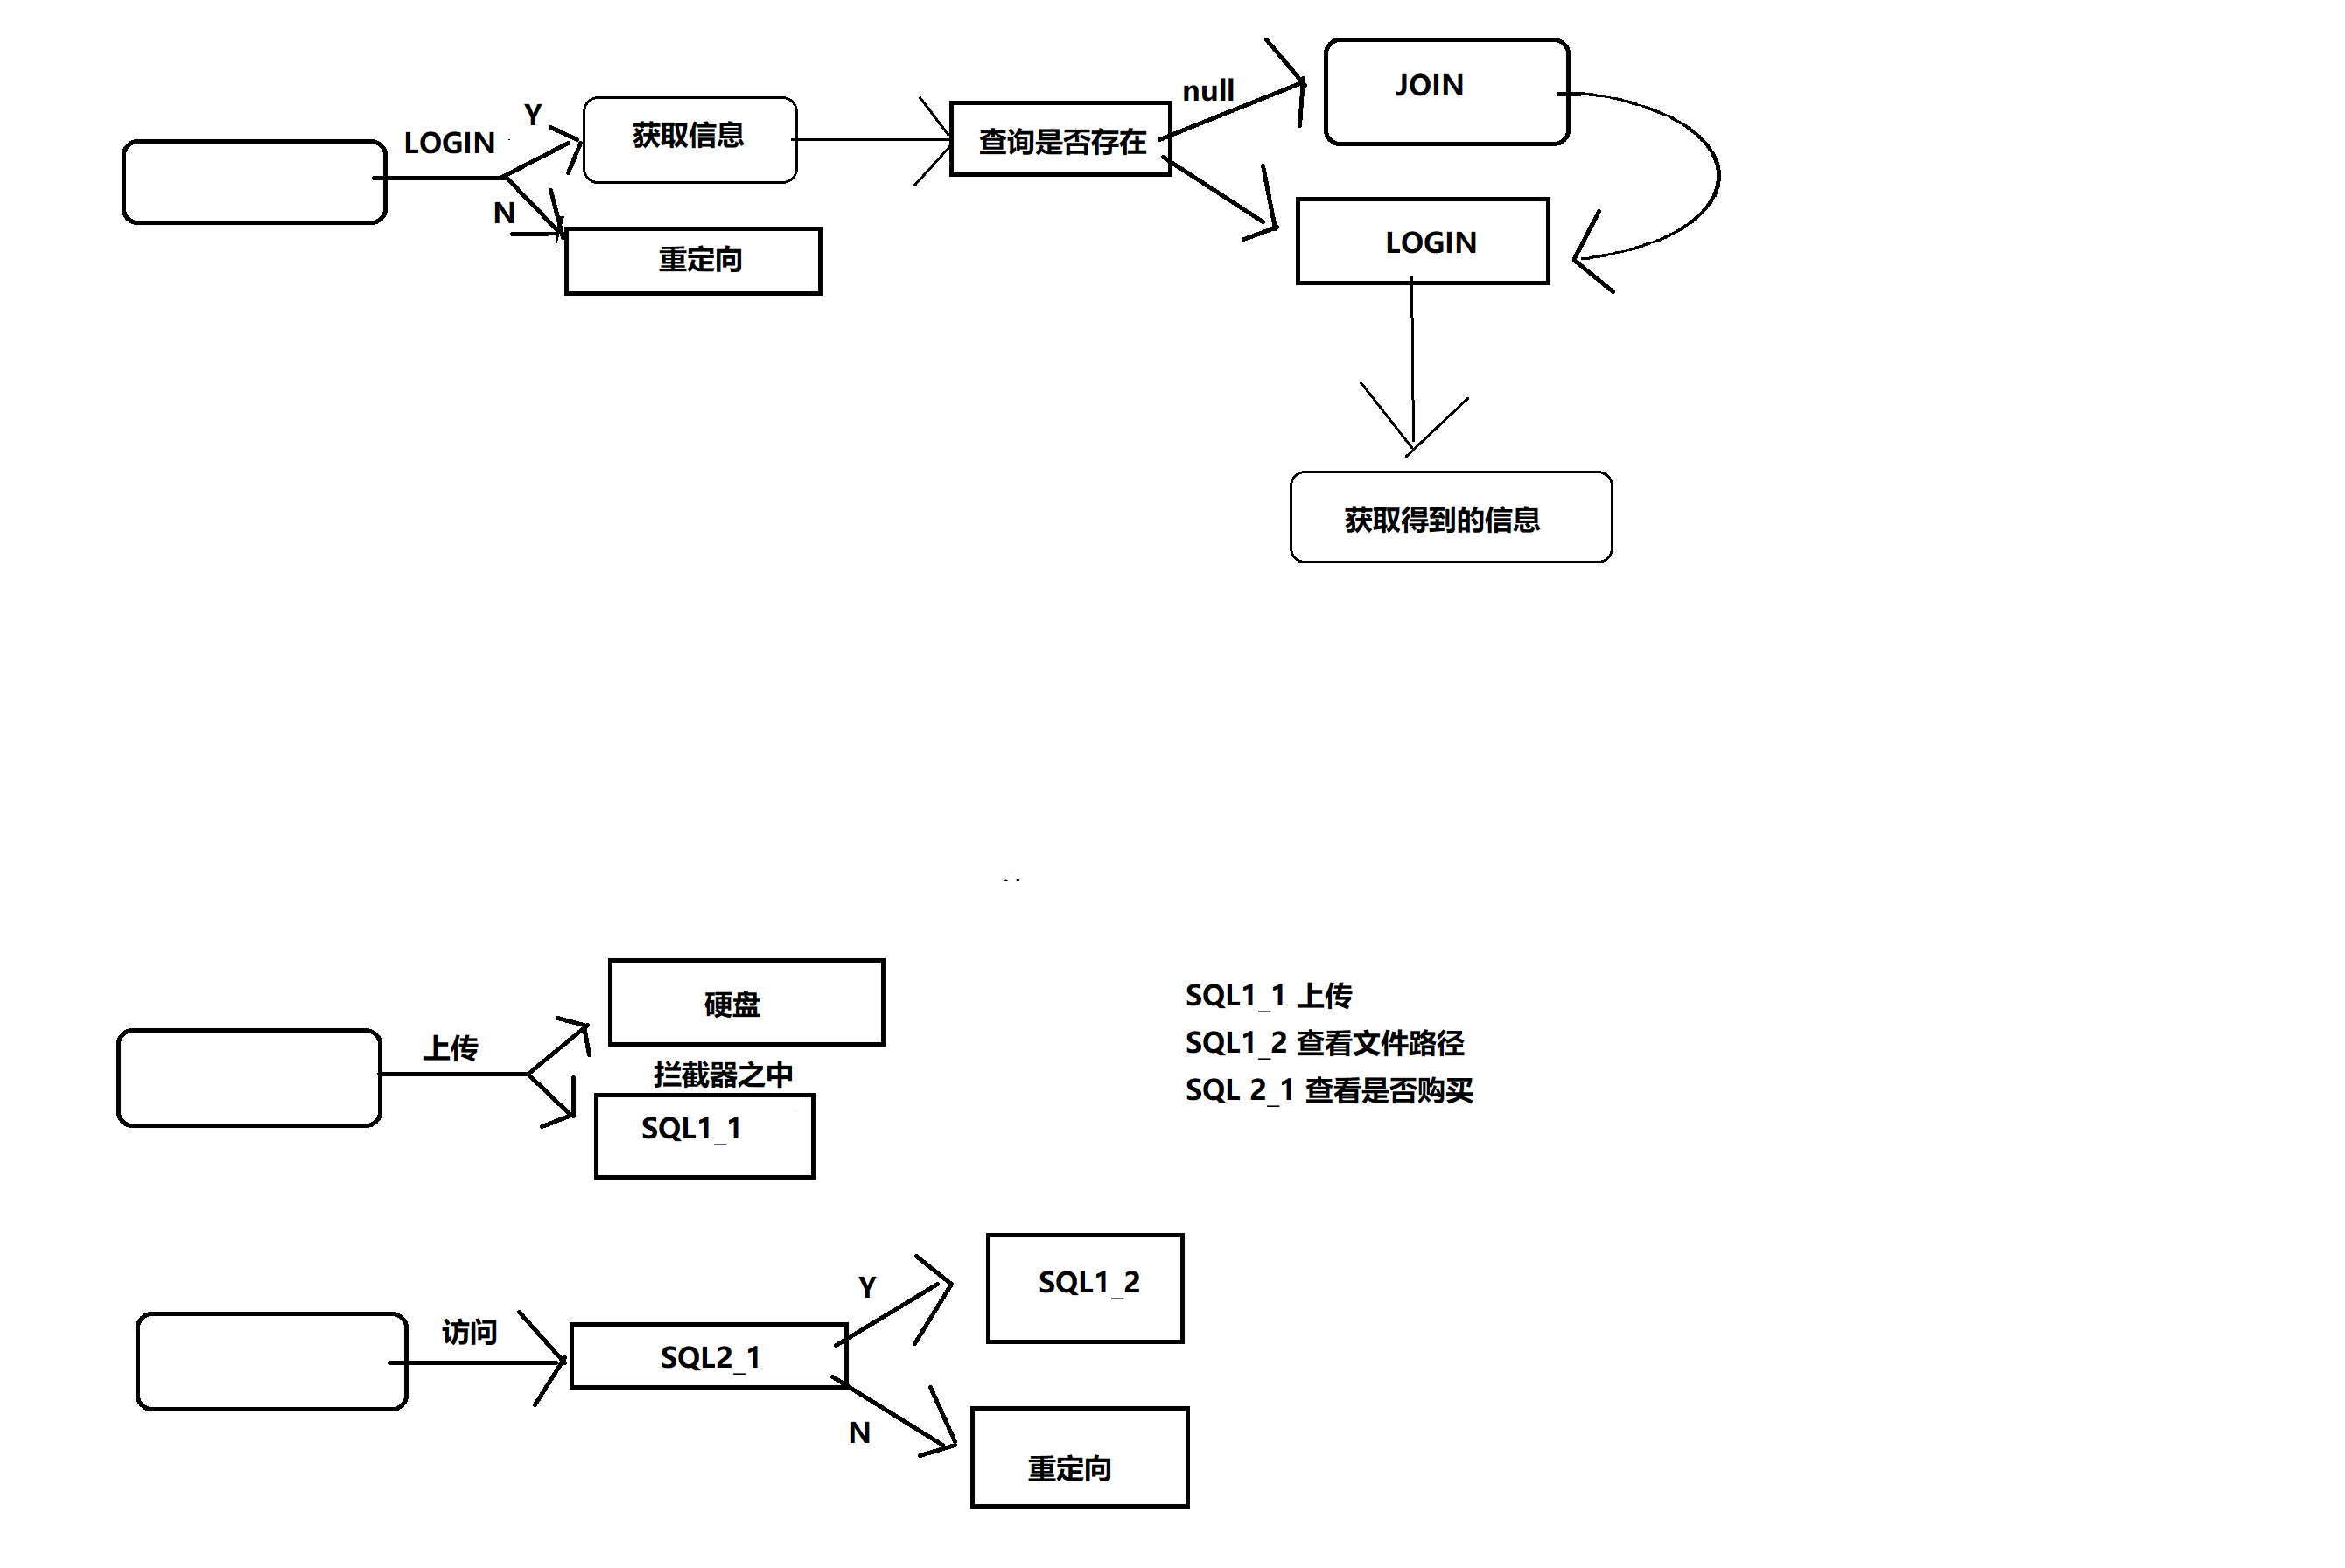 LOGIN
Y
N
获取信息
重定向
查询是否存在
null
JOIN
LOGIN
获取得到的信息
上传
硬盘
拦截器之中
SQL1_1
SQL1_1 上传
SQL1_2 查看文件路径
SQL 2_1 查看是否购买
访问
SQL2_1
Y
N
SQL1_2
重定向